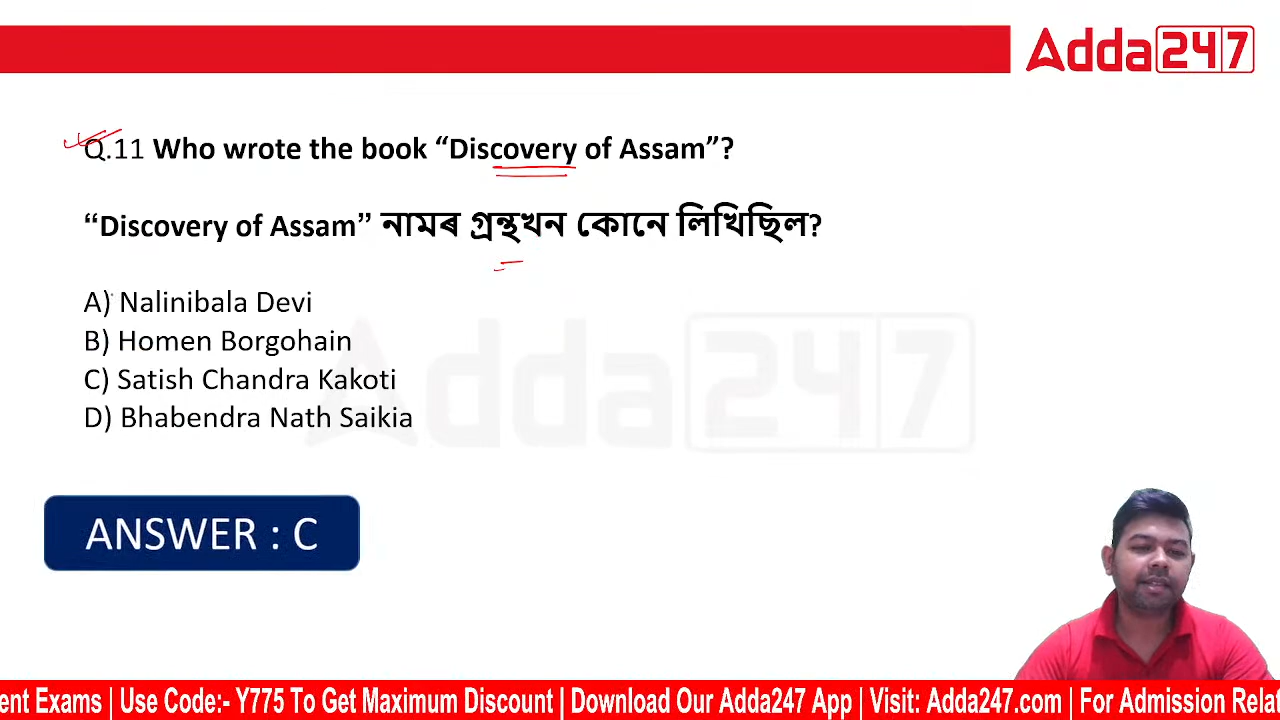 Adda247
Q.11 Who wrote the book “Discovery of Assam”?
“Discovery of Assam” নামৰ গ্ৰন্থখন কোনে লিখিছিল?
A) Nalinibala Devi
B) Homen Borgohain
C) Satish Chandra Kakoti
D) Bhabendra Nath Saikia
Adda247
ANSWER : C
ent Exams | Use Code:- Y775 To Get Maximum Discount | Download Our Adda247 App | Visit: Adda247.com | For Admission Rela